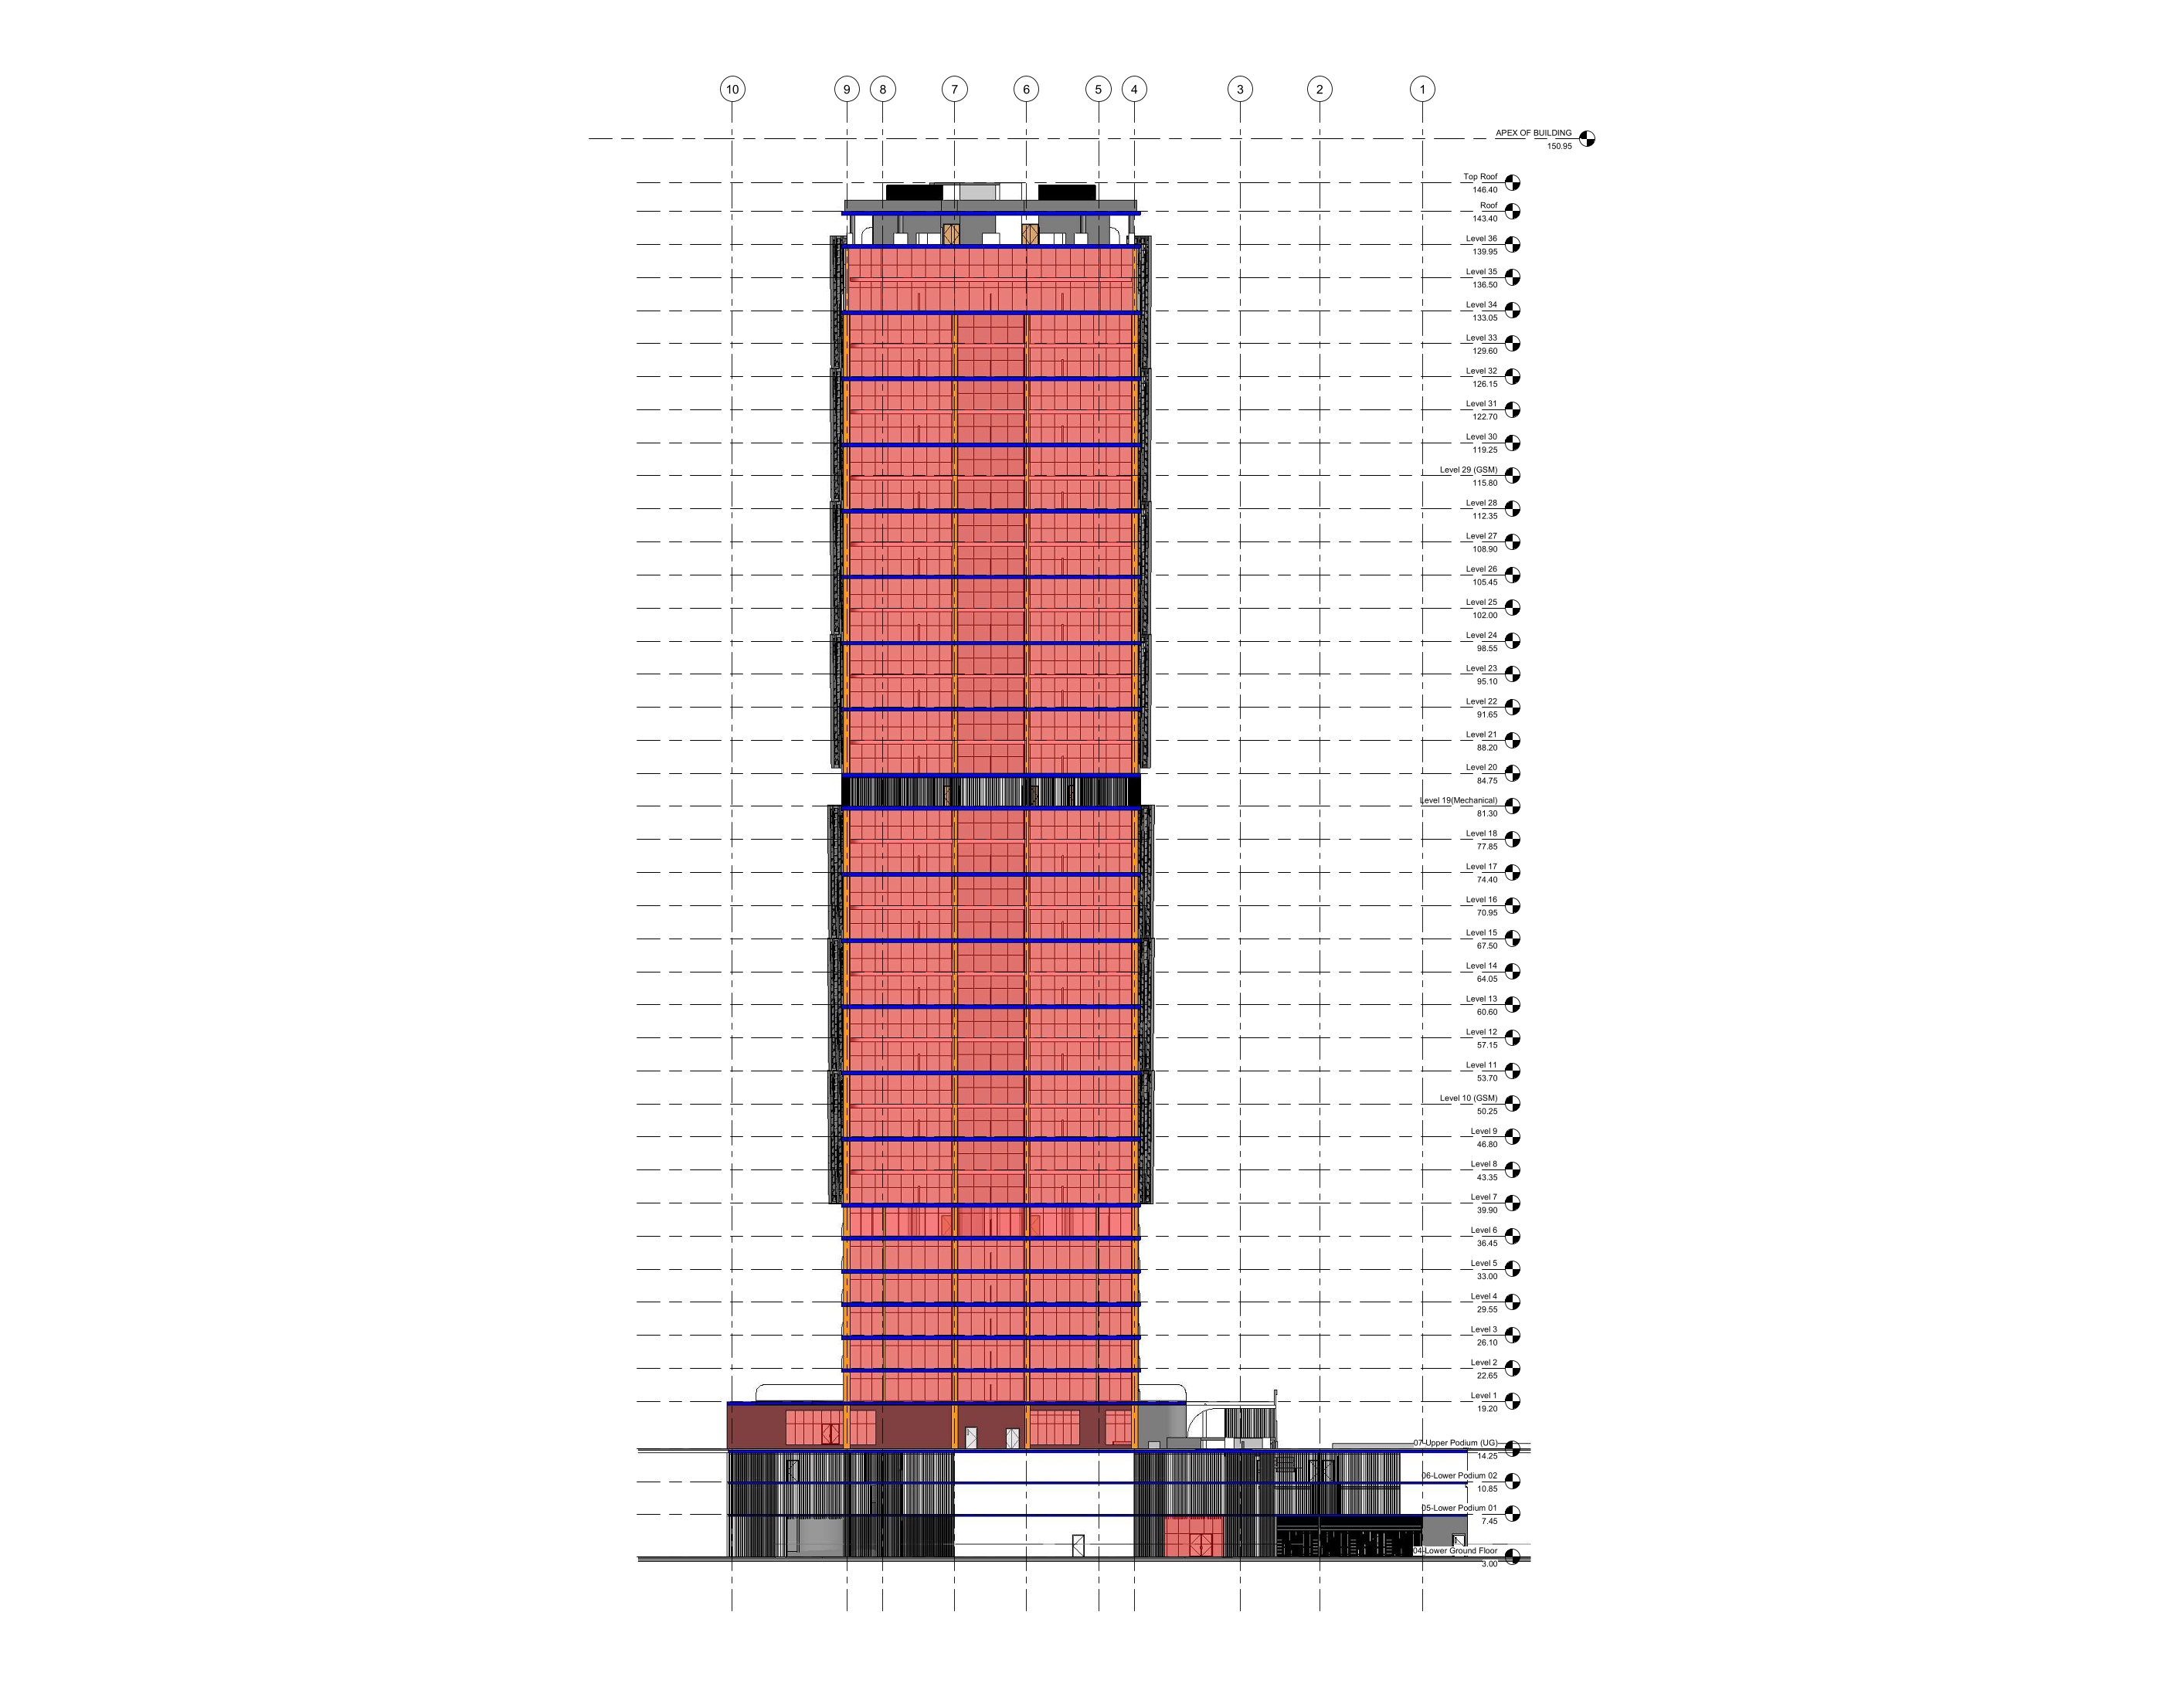 10 9 8 7 6 5 4 3 2 1
APEX OF BUILDING
150.95
Top Roof
146.40
Roof
143.40
Level 36
139.95
Level 35
136.50
Level 34
133.05
Level 33
129.60
Level 32
126.15
Level 31
122.70
Level 30
119.25
Level 29 (GSM)
115.80
Level 28
112.35
Level 27
108.90
Level 26
105.45
Level 25
102.00
Level 24
98.55
Level 23
95.10
Level 22
91.65
Level 21
88.20
Level 20
84.75
Level 19(Mechanical)
81.30
Level 18
77.85
Level 17
74.40
Level 16
70.95
Level 15
67.50
Level 14
64.05
Level 13
60.60
Level 12
57.15
Level 11
53.70
Level 10 (GSM)
50.25
Level 9
46.80
Level 8
43.35
Level 7
39.90
Level 6
36.45
Level 5
33.00
Level 4
29.55
Level 3
26.10
Level 2
22.65
Level 1
19.20
07-Upper Podium (UG)
14.25
06-Lower Podium 02
10.85
05-Lower Podium 01
7.45
04-Lower Ground Floor
3.00